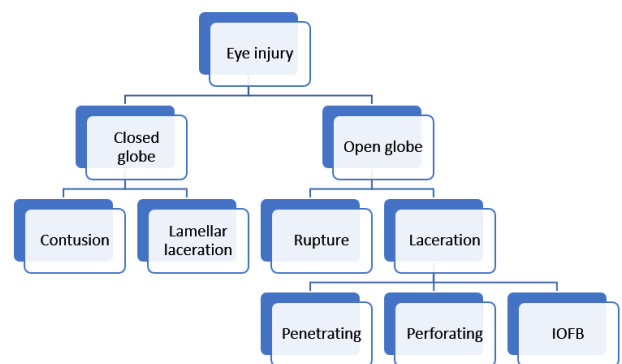 Eye injury
Closed
globe
Open globe
Contusion
Lamellar
laceration
Rupture
Laceration
Penetrating
Perforating
IOFB